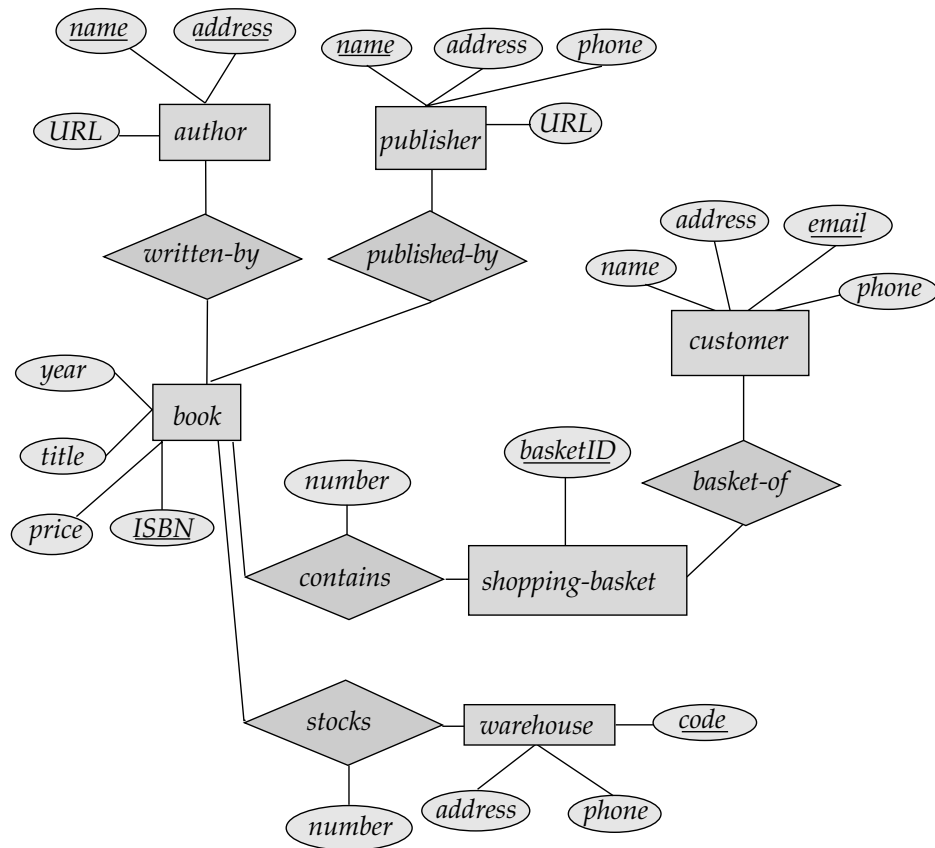 name
address
name
address
phone
URL
author
publisher
URL
written-by
published-by
address
email
name
phone
customer
year
book
title
price
ISBN
number
basketID
basket-of
contains
shopping-basket
stocks
warehouse
code
number
address
phone